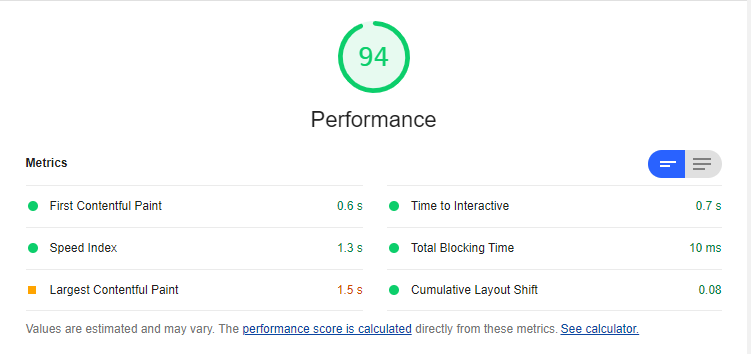 94
Performance
Metrics
First Contentful Paint 0.6 s
Time to Interactive 0.7 s
Speed Index 1.3 s
Total Blocking Time 10 ms
Largest Contentful Paint 1.5 s
Cumulative Layout Shift 0.08
Values are estimated and may vary. The performance score is calculated directly from these metrics. See calculator.